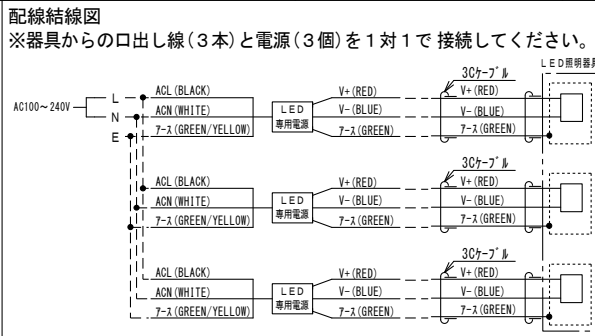 配線結線図
※器具からの口出し線(3本)と電源(3個)を1対1で 接続してください。
LED照明器具
AC100～240V
L
N
E
ACL(BLACK)
ACN(WHITE)
アース(GREEN/YELLOW)
LED
専用電源
V+(RED)
V-(BLUE)
アース(GREEN)
3Cケーブル
V+(RED)
V-(BLUE)
アース(GREEN)
ACL(BLACK)
ACN(WHITE)
アース(GREEN/YELLOW)
LED
専用電源
V+(RED)
V-(BLUE)
アース(GREEN)
3Cケーブル
V+(RED)
V-(BLUE)
アース(GREEN)
ACL(BLACK)
ACN(WHITE)
アース(GREEN/YELLOW)
LED
専用電源
V+(RED)
V-(BLUE)
アース(GREEN)
3Cケーブル
V+(RED)
V-(BLUE)
アース(GREEN)